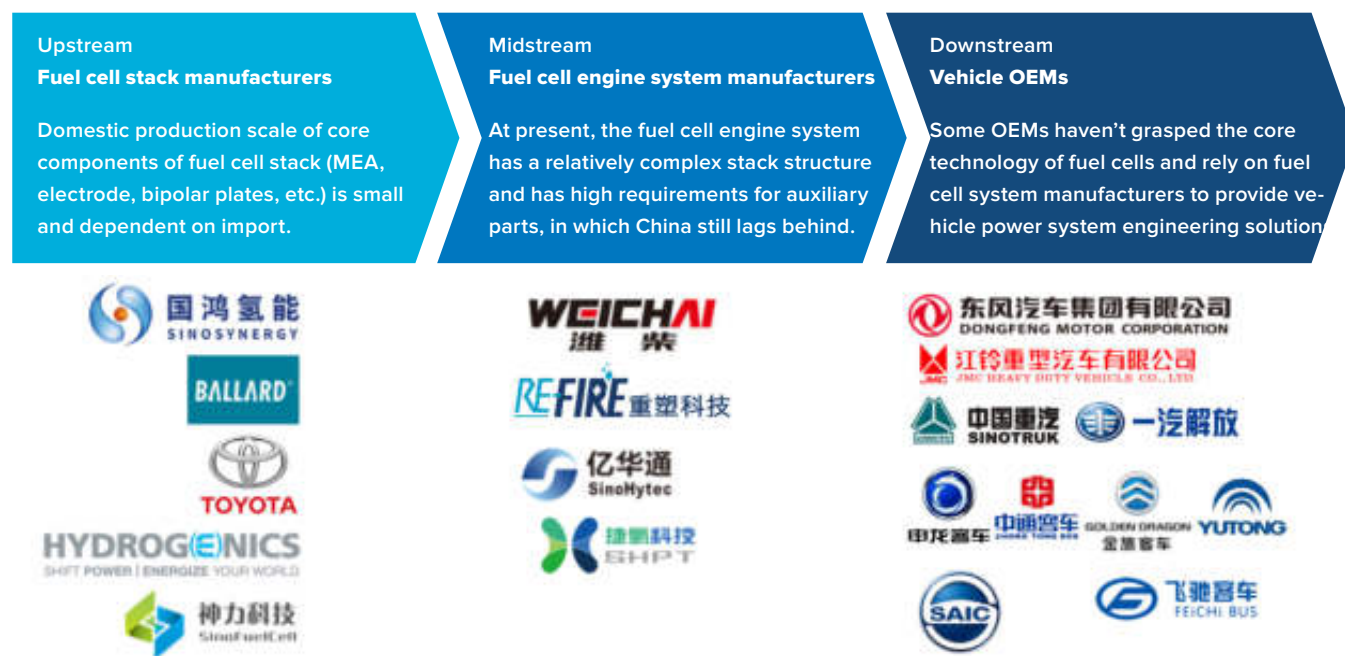 Upstream
Fuel cell stack manufacturers
Domestic production scale of core
components of fuel cell stack (MEA,
electrode, bipolar plates, etc.) is small
and dependent on import.
Midstream
Fuel cell engine system manufacturers
At present, the fuel cell engine system
has a relatively complex stack structure
and has high requirements for auxiliary
parts, in which China still lags behind.
Downstream
Vehicle OEMs
Some OEMs haven’t grasped the core
technology of fuel cells and rely on fuel
cell system manufacturers to provide ve-
hicle power system engineering solution
国鸿氢能
SINOSYNERGY
BALLARD
TOYOTA
HYDROGENICS
SHIFT POWER | ENERGIZE YOUR WORLD
神力科技
SinoFuelCell
WEICHAI
潍柴
REFIRE 重塑科技
亿华通
SinoHytec
捷氢科技
SHPT
东风汽车集团有限公司
DONGFENG MOTOR CORPORATION
JMC 江铃重型汽车有限公司
JMC HEAVY DUTY VEHICLE CO., LTD
中国重汽
SINOTRUK
一汽解放
申龙客车
中通客车
ZHONG TONG BUS
GOLDEN DRAGON
金旅客车
YUTONG
SAIC
飞驰客车
FEICHI BUS